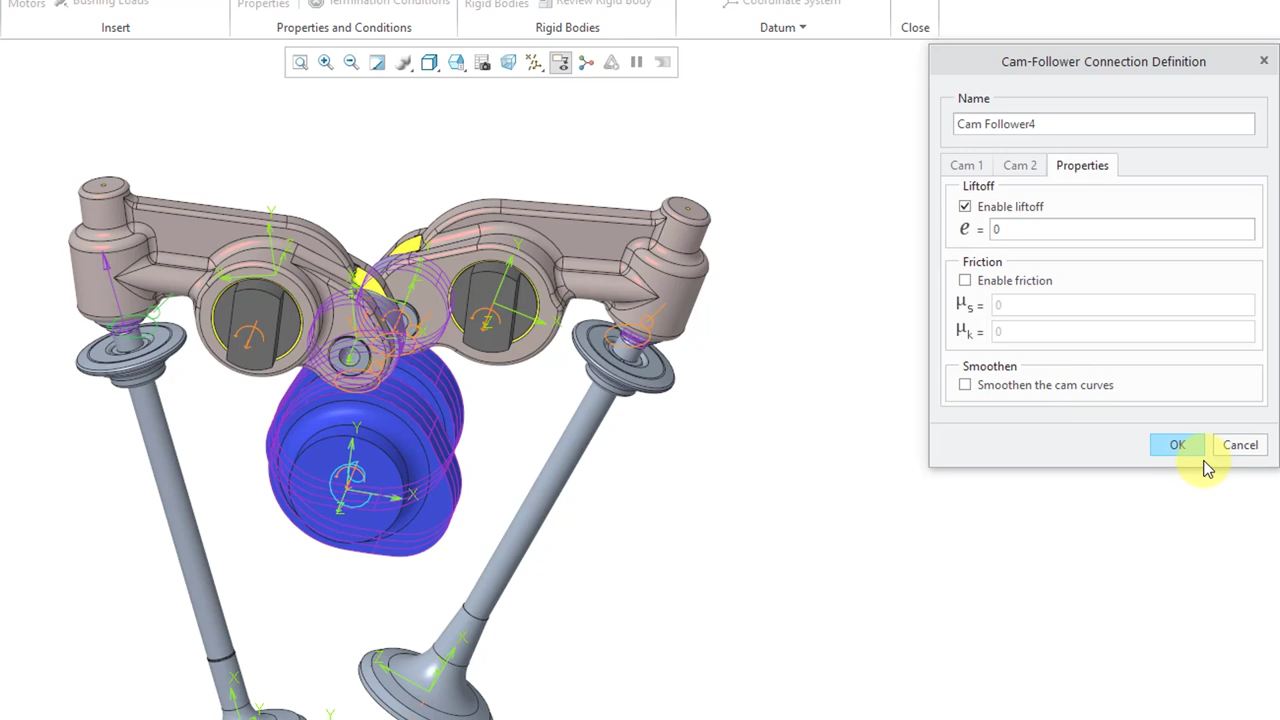 Motors Bushing Loads Properties Termination Conditions Rigid Bodies Review Rigid Body Coordinate System
Insert Properties and Conditions Rigid Bodies Datum Close
Cam-Follower Connection Definition
Name
Cam Follower4
Cam 1 Cam 2 Properties
Liftoff
Enable liftoff
e = 0
Friction
Enable friction
μs = 0
μk = 0
Smoothen
Smoothen the cam curves
OK Cancel
Y
Y
X
Z
Y
X
Z
X
Z
X
Y
Y